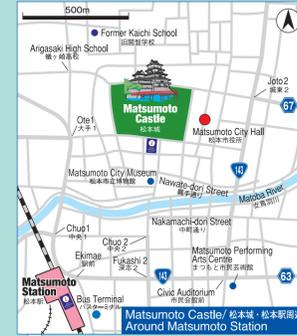 500m
Former Kaichi School
旧開智学校
Arigasaki High School
蟻ヶ崎高校
Joto 2
城東2
67
Matsumoto
Castle
松本城
Ote1
大手1
Matsumoto City Hall
松本市役所
Matsumoto City Museum
松本市立博物館
143
Nawate-dori Street
縄手通り
Matoba River
女鳥羽川
Nakamachi-dori Street
中町通り
Chuo1
中央1
Chuo 2
中央2
Matsumoto Performing
Arts Centre
まつもと市民芸術館
Ekimae
駅前
Fukashi 2
深志2
143
63
Matsumoto
Station
松本駅
Civic Auditorium
市民会館前
Bus Terminal
バスターミナル
Matsumoto Castle/ 松本城・松本駅周辺
Around Matsumoto Station